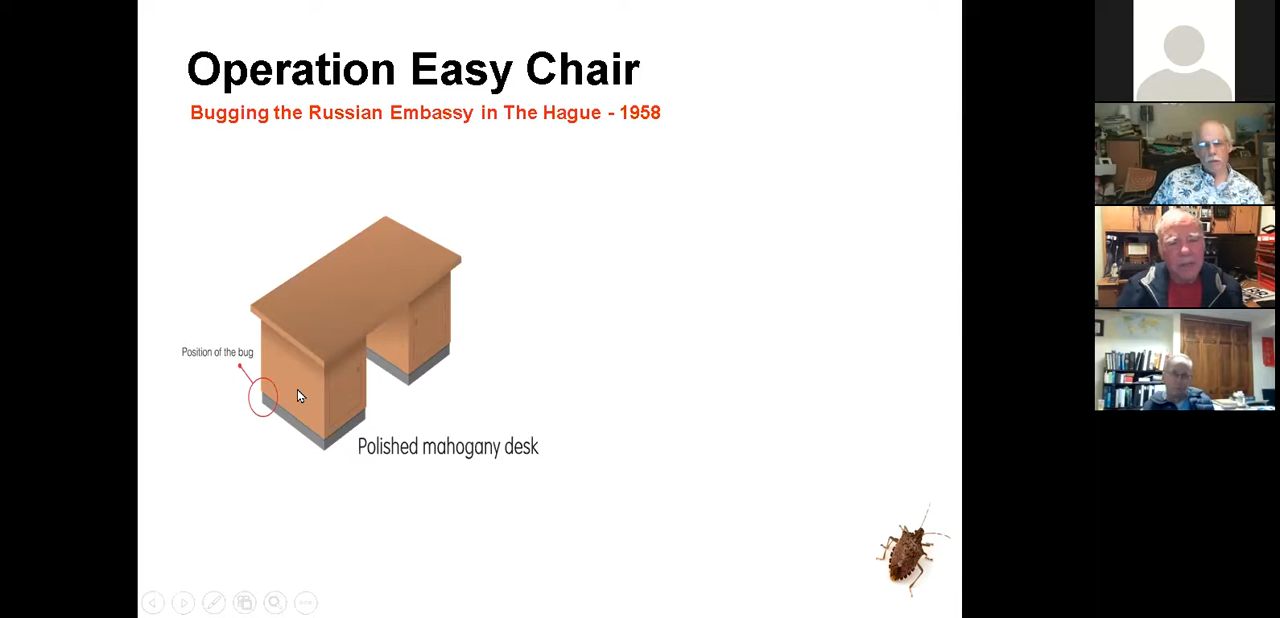 Operation Easy Chair
Bugging the Russian Embassy in The Hague - 1958
Position of the bug
Polished mahogany desk